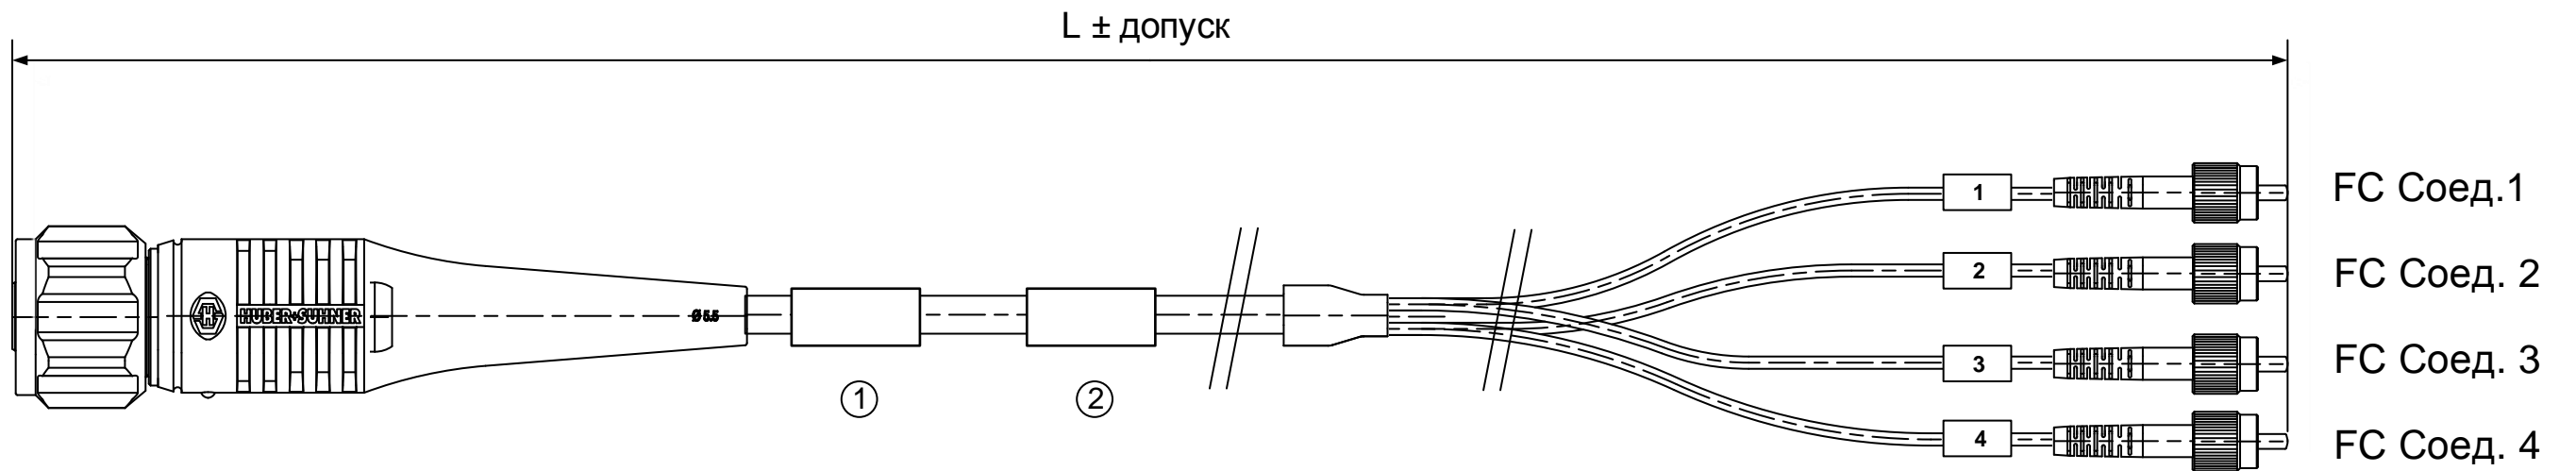 L ± допуск
1
FC Соед.1
2
FC Соед. 2
HUBER+SUHNER
Ø 5.5
3
FC Соед. 3
1
2
4
FC Соед. 4